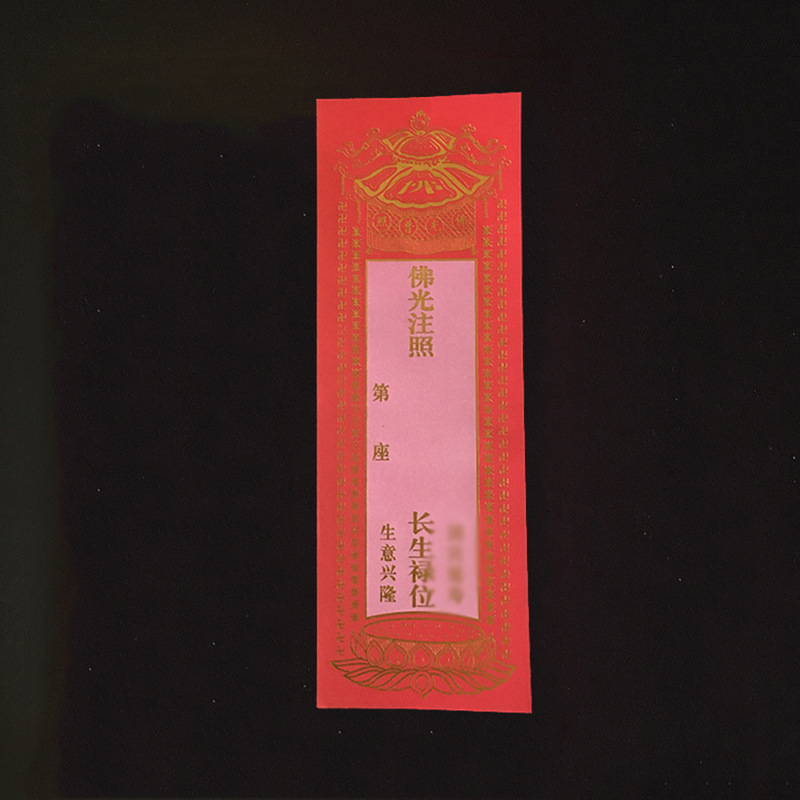 佛光注照
长生禄位
第 座
生意兴隆